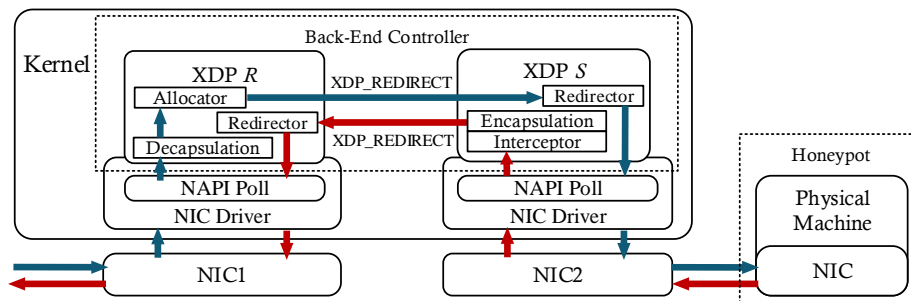 Back-End Controller
Kernel
XDP R
XDP S
XDP_REDIRECT
Allocator
Redirector
Redirector
Encapsulation
XDP_REDIRECT
Decapsulation
Interceptor
Honeypot
NAPI Poll
NAPI Poll
Physical
Machine
NIC Driver
NIC Driver
NIC1
NIC2
NIC